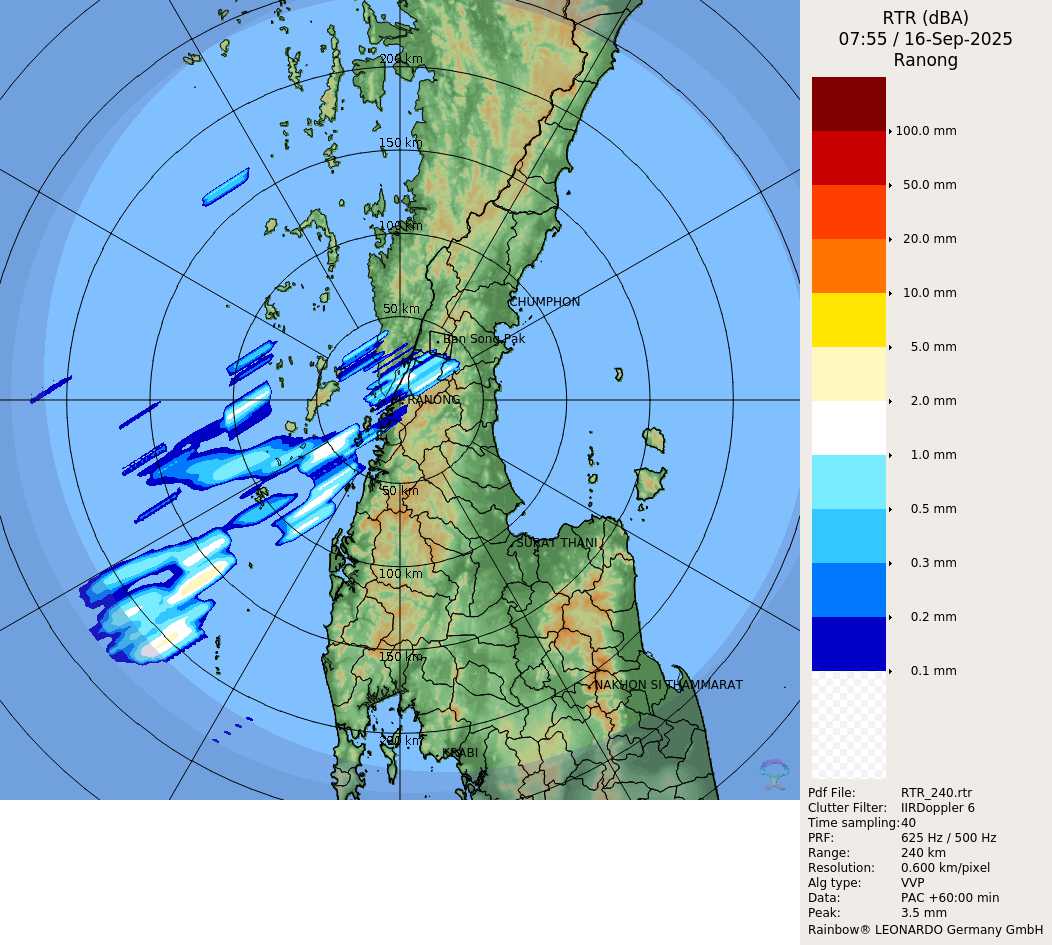 RTR (dBA)
07:55 / 16-Sep-2025
Ranong
200 km
150 km
100 km
50 km
CHUMPHON
Ban Song Pak
RANONG
50 km
SURAT THANI
100 km
150 km
NAKHON SI THAMMARAT
200 km
KRABI
100.0 mm
50.0 mm
20.0 mm
10.0 mm
5.0 mm
2.0 mm
1.0 mm
0.5 mm
0.3 mm
0.2 mm
0.1 mm
Pdf File: RTR_240.rtr
Clutter Filter: IIRDoppler 6
Time sampling: 40
PRF: 625 Hz / 500 Hz
Range: 240 km
Resolution: 0.600 km/pixel
Alg type: VVP
Data: PAC +60:00 min
Peak: 3.5 mm
Rainbow® LEONARDO Germany GmbH